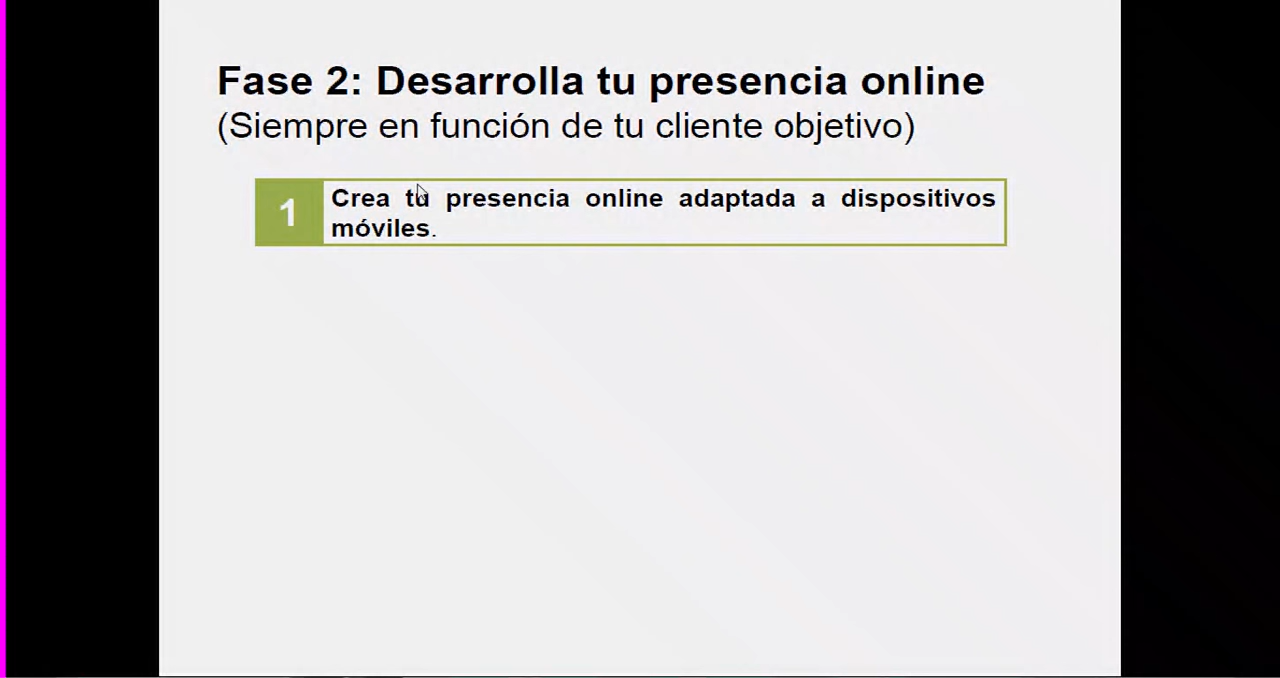 Fase 2: Desarrolla tu presencia online
(Siempre en función de tu cliente objetivo)
1
Crea tu presencia online adaptada a dispositivos
móviles.